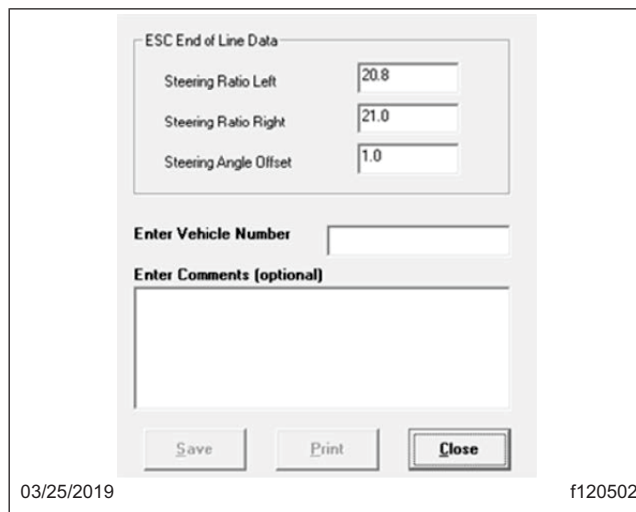 ESC End of Line Data
Steering Ratio Left 20.8
Steering Ratio Right 21.0
Steering Angle Offset 1.0
Enter Vehicle Number
Enter Comments (optional)
Save Print Close
03/25/2019 f120502